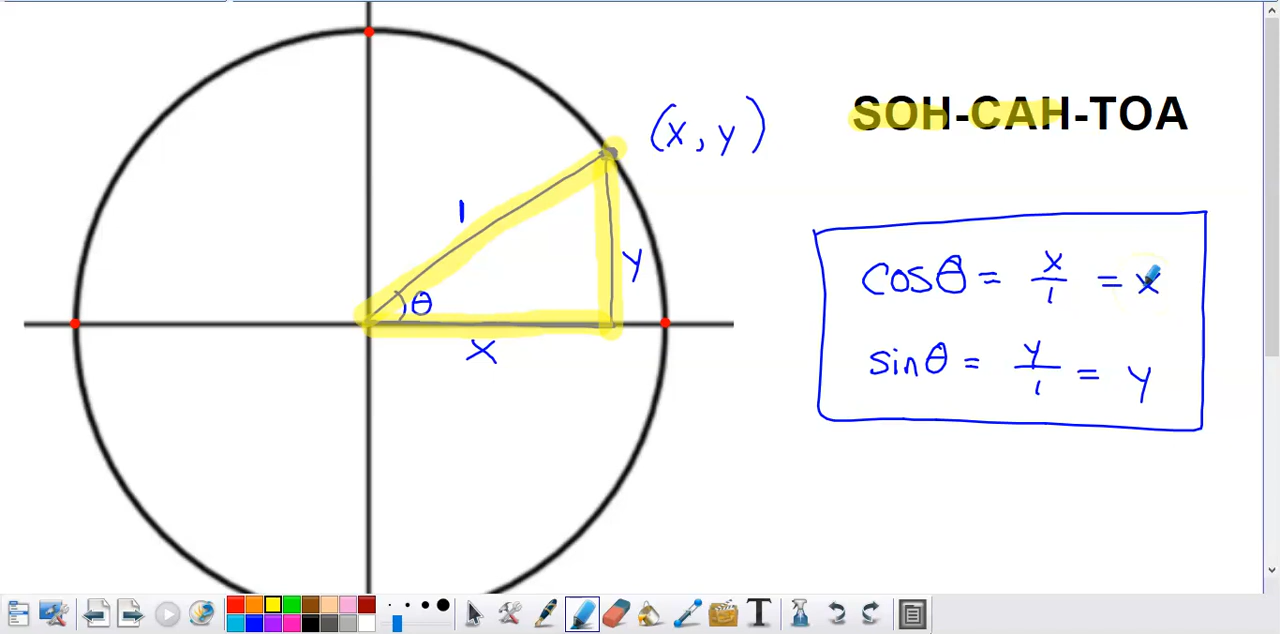 (x, y)
SOH-CAH-TOA
1
y
θ
x
cosθ = x/1 = x
sinθ = y/1 = y
T